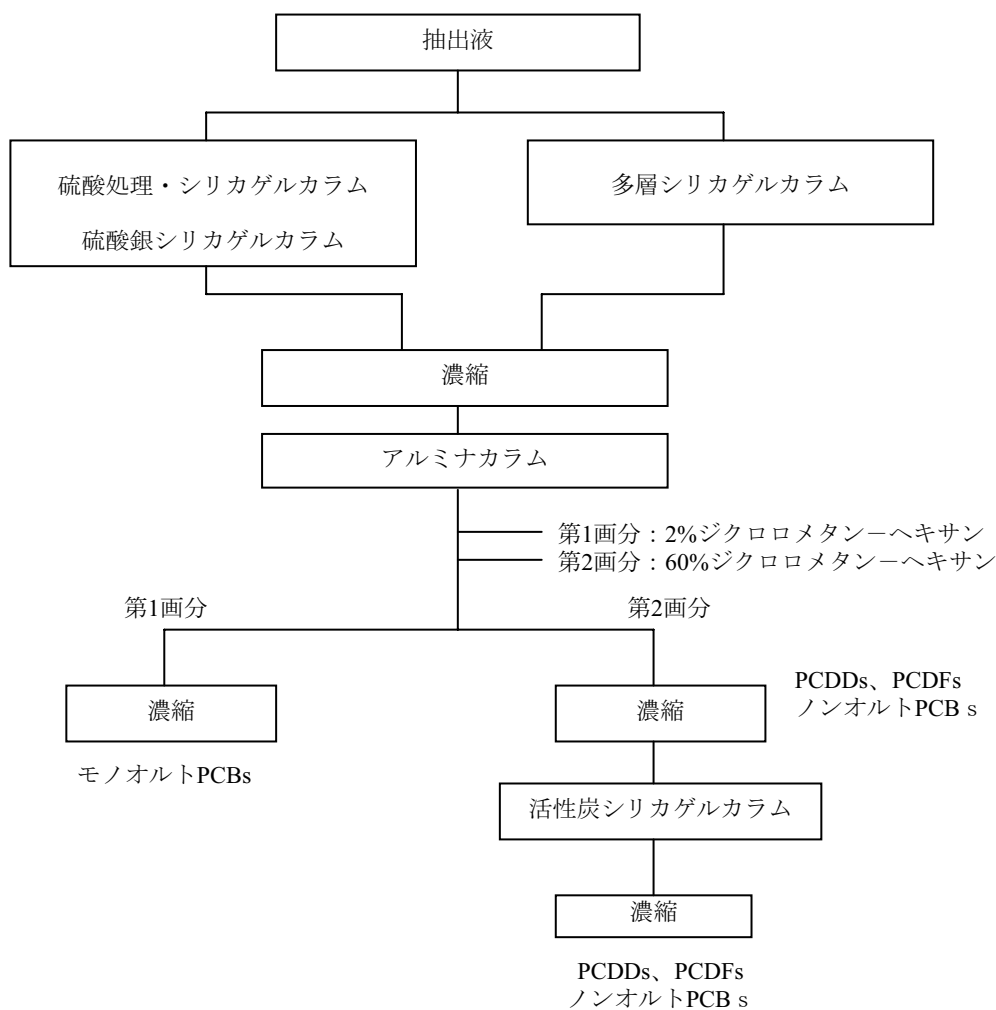 抽出液
硫酸処理・シリカゲルカラム
硫酸銀シリカゲルカラム
多層シリカゲルカラム
濃縮
アルミナカラム
第1画分：2%ジクロロメタン－ヘキサン
第2画分：60%ジクロロメタン－ヘキサン
第1画分
第2画分
濃縮
モノオルトPCBs
濃縮
PCDDs、PCDFs
ノンオルトPCBｓ
活性炭シリカゲルカラム
濃縮
PCDDs、PCDFs
ノンオルトPCBｓ